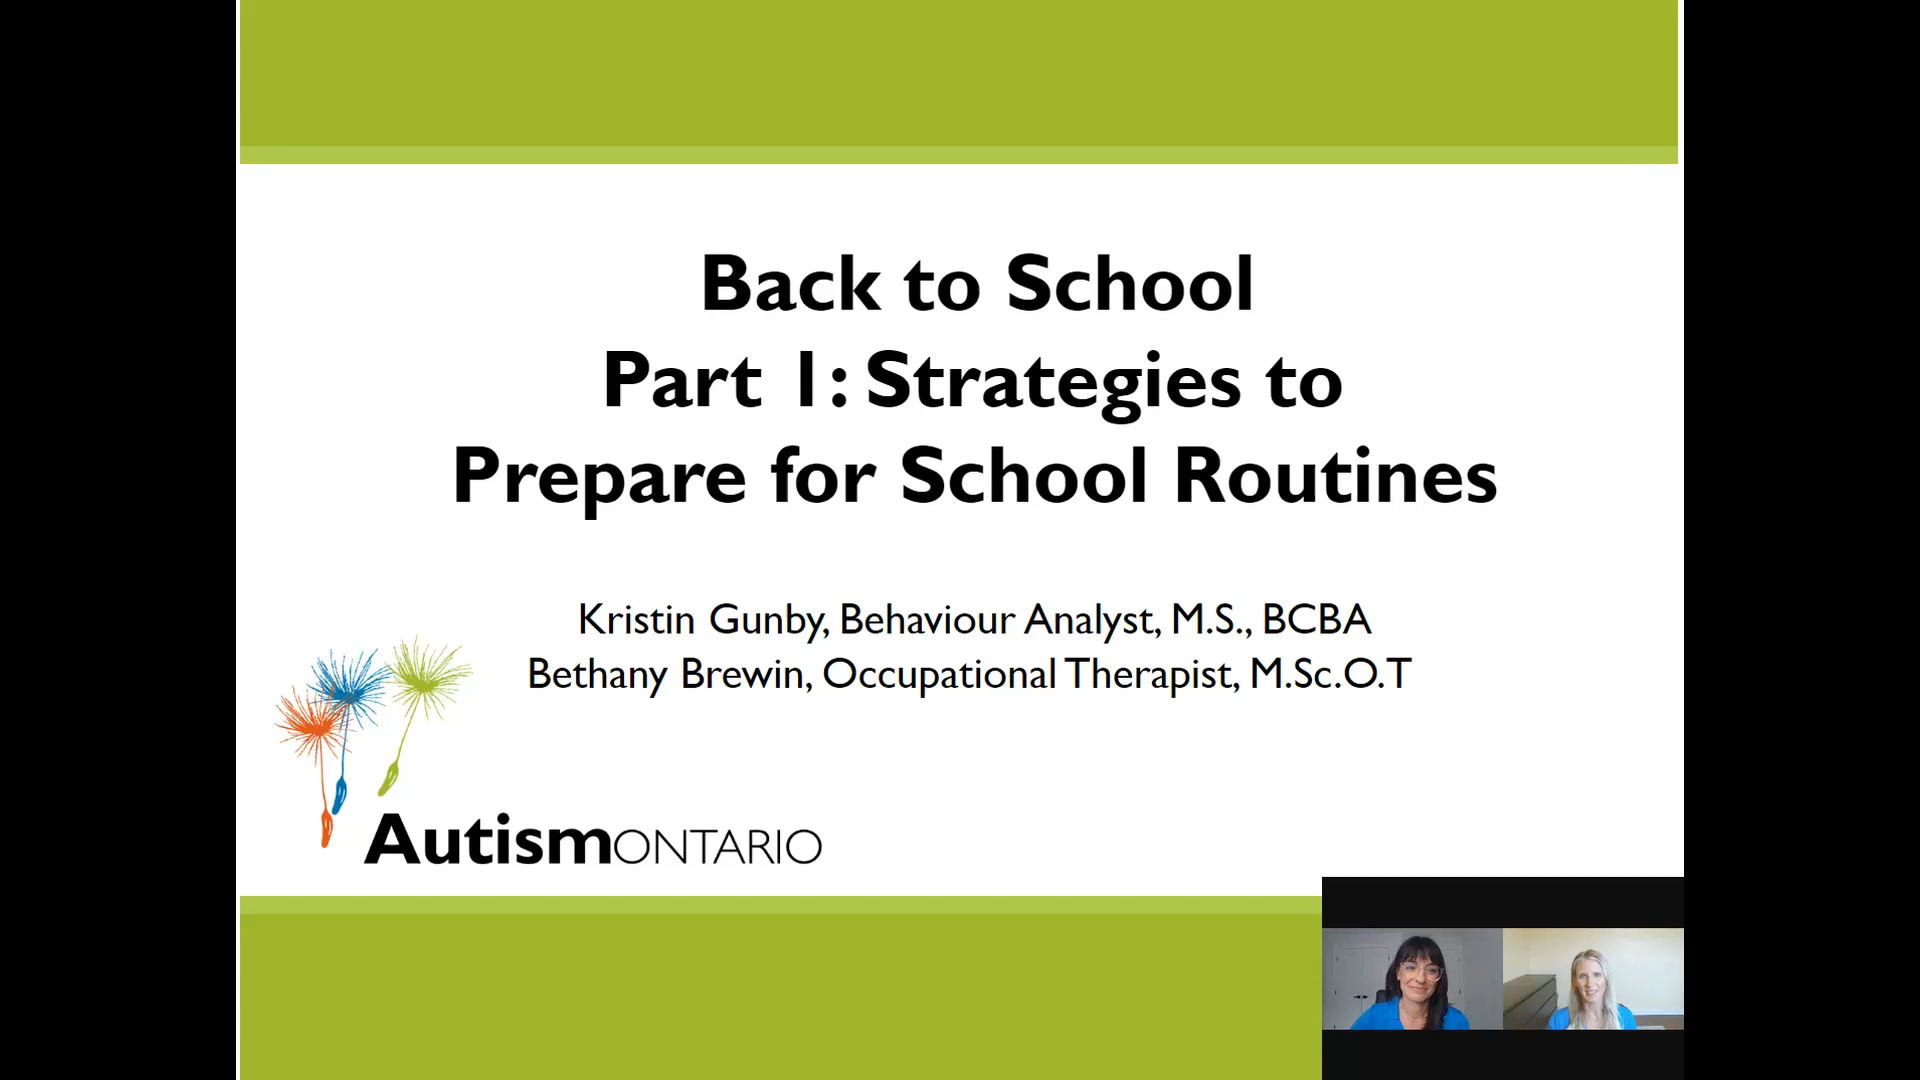 Back to School
Part 1: Strategies to
Prepare for School Routines
Kristin Gunby, Behaviour Analyst, M.S., BCBA
Bethany Brewin, Occupational Therapist, M.Sc.O.T
AutismONTARIO